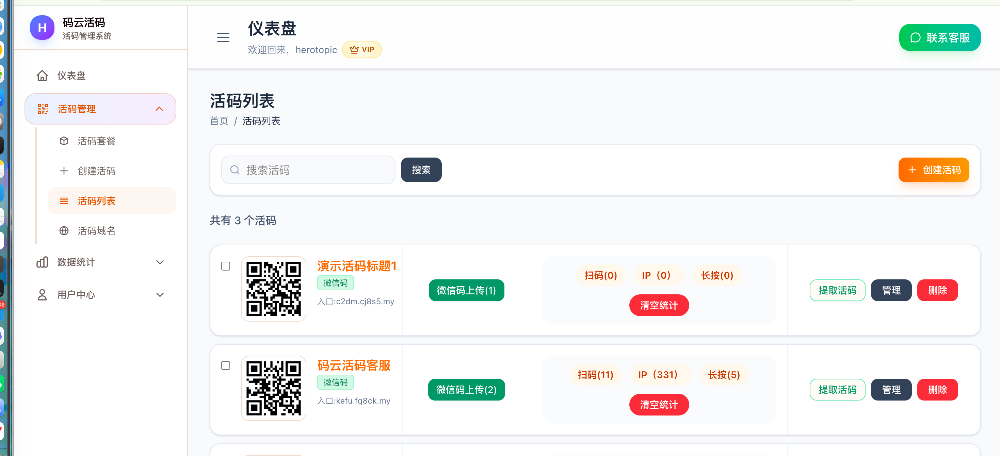 H
码云活码
活码管理系统
仪表盘
活码管理
活码套餐
创建活码
活码列表
活码域名
数据统计
用户中心
48
仪表盘
欢迎回来，herotopic VIP
联系客服
活码列表
首页 / 活码列表
搜索活码
搜索
+ 创建活码
共有 3 个活码
演示活码标题1
微信码
入口:c2dm.cj8s5.my
微信码上传(1)
扫码(0) IP（0） 长按(0)
清空统计
提取活码 管理 删除
码云活码客服
微信码
入口:kefu.fq8ck.my
微信码上传(2)
扫码(11) IP（331） 长按(5)
清空统计
提取活码 管理 删除